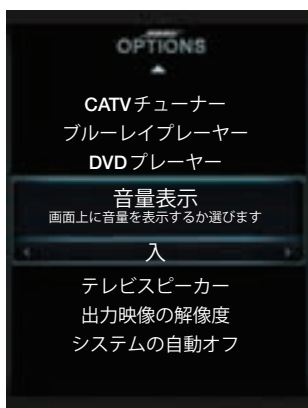 OPTIONS
CATVチューナー
ブルーレイプレーヤー
DVDプレーヤー
音量表示
画面上に音量を表示するか選びます
入
テレビスピーカー
出力映像の解像度
システムの自動オフ